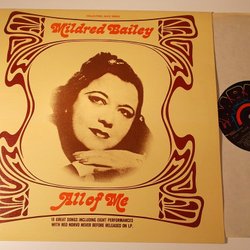 Mildred Bailey
All of Me
16 GREAT SONGS INCLUDING EIGHT PERFORMANCES
WITH RED NORVO NEVER BEFORE RELEASED ON LP.